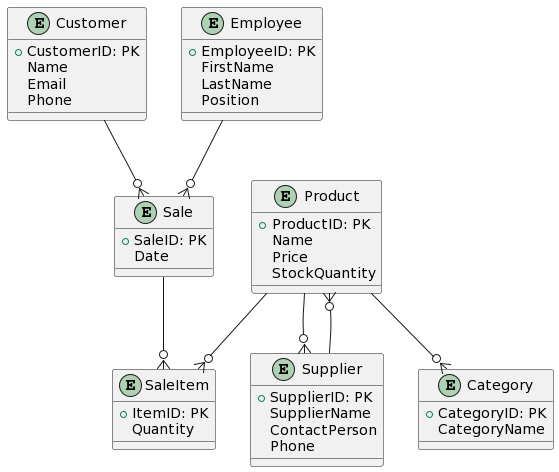 E Customer
CustomerID: PK
Name
Email
Phone
E Employee
EmployeeID: PK
FirstName
LastName
Position
E Sale
SaleID: PK
Date
E Product
ProductID: PK
Name
Price
StockQuantity
E SaleItem
ItemID: PK
Quantity
E Supplier
SupplierID: PK
SupplierName
ContactPerson
Phone
E Category
CategoryID: PK
CategoryName